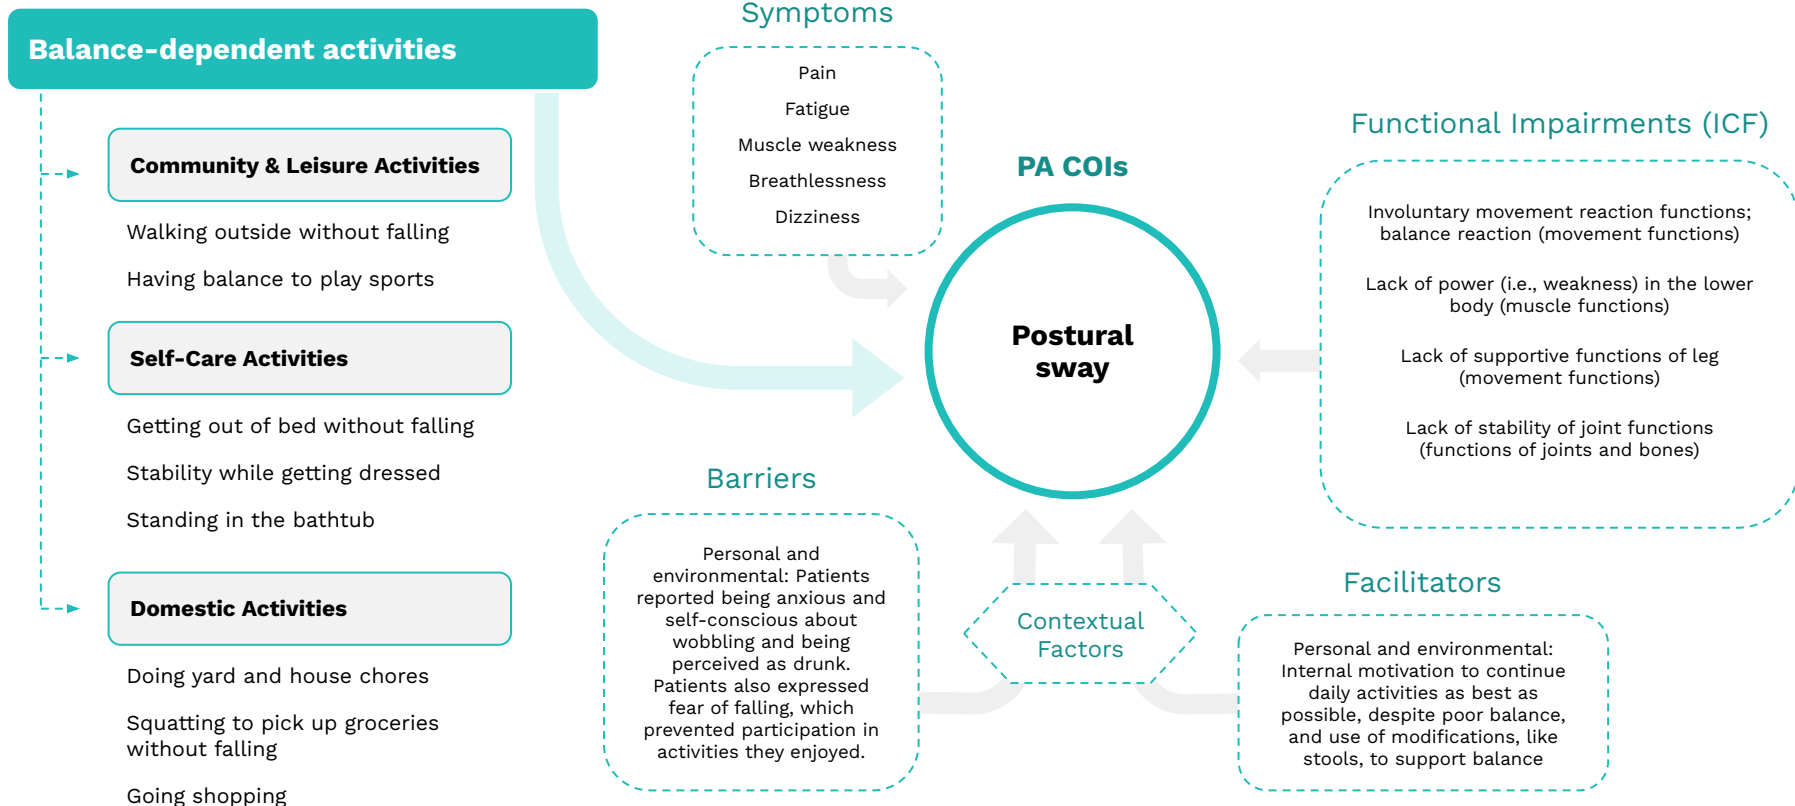 Balance-dependent activities
Community & Leisure Activities
Walking outside without falling
Having balance to play sports
Self-Care Activities
Getting out of bed without falling
Stability while getting dressed
Standing in the bathtub
Domestic Activities
Doing yard and house chores
Squatting to pick up groceries
without falling
Going shopping
Symptoms
Pain
Fatigue
Muscle weakness
Breathlessness
Dizziness
PA COIs
Postural
sway
Functional Impairments (ICF)
Involuntary movement reaction functions;
balance reaction (movement functions)
Lack of power (i.e., weakness) in the lower
body (muscle functions)
Lack of supportive functions of leg
(movement functions)
Lack of stability of joint functions
(functions of joints and bones)
Barriers
Personal and
environmental: Patients
reported being anxious and
self-conscious about
wobbling and being
perceived as drunk.
Patients also expressed
fear of falling, which
prevented participation in
activities they enjoyed.
Contextual
Factors
Facilitators
Personal and environmental:
Internal motivation to continue
daily activities as best as
possible, despite poor balance,
and use of modifications, like
stools, to support balance